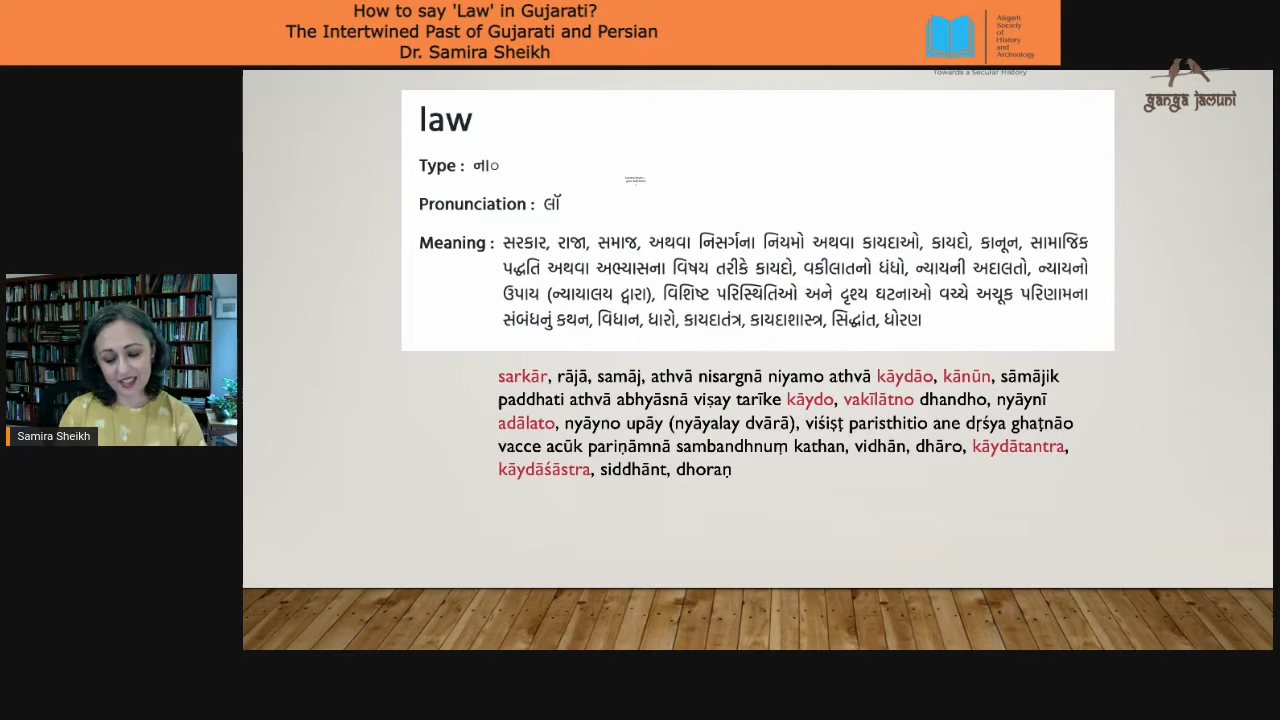 How to say 'Law' in Gujarati?
The Intertwined Past of Gujarati and Persian
Dr. Samira Sheikh
Aligarh
Society
of
History
and
Archeology
Towards a Secular History
ganga jamuni
law
Type : ના૦
Pronunciation : લૉ
Meaning : સરકાર, રાજા, સમાજ, અથવા નિસર્ગના નિયમો અથવા કાયદાઓ, કાયદો, કાનૂન, સામાજિક
પદ્ધતિ અથવા અભ્યાસના વિષય તરીકે કાયદો, વકીલાતનો ધંધો, ન્યાયની અદાલતો, ન્યાયનો
ઉપાય (ન્યાયાલય દ્વારા), વિશિષ્ટ પરિસ્થિતિઓ અને દૃશ્ય ઘટનાઓ વચ્ચે અચૂક પરિણામના
સંબંધનું કથન, વિધાન, ધારો, કાયદાતંત્ર, કાયદાશાસ્ત્ર, સિદ્ધાંત, ધોરણ
sarkār, rājā, samāj, athvā nisargnā niyamo athvā kāydāo, kānūn, sāmājik
paddhati athvā abhyāsnā viṣay tarīke kāydo, vakīlātno dhandho, nyāynī
adālato, nyāyno upāy (nyāyalay dvārā), viśiṣṭ paristhitio ane dṛśya ghaṭnāo
vacce acūk pariṇāmnā sambandhnuṃ kathan, vidhān, dhāro, kāydātantra,
kāydāśāstra, siddhānt, dhoraṇ
Samira Sheikh